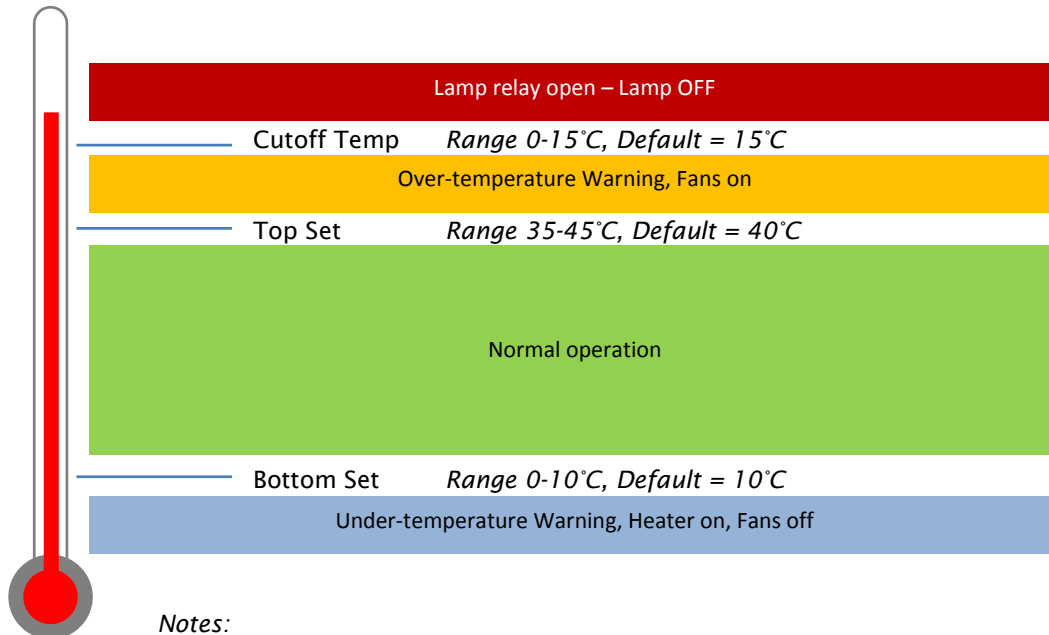 Lamp relay open – Lamp OFF
Cutoff Temp Range 0-15˚C, Default = 15˚C
Over-temperature Warning, Fans on
Top Set Range 35-45˚C, Default = 40˚C
Normal operation
Bottom Set Range 0-10˚C, Default = 10˚C
Under-temperature Warning, Heater on, Fans off
Notes: